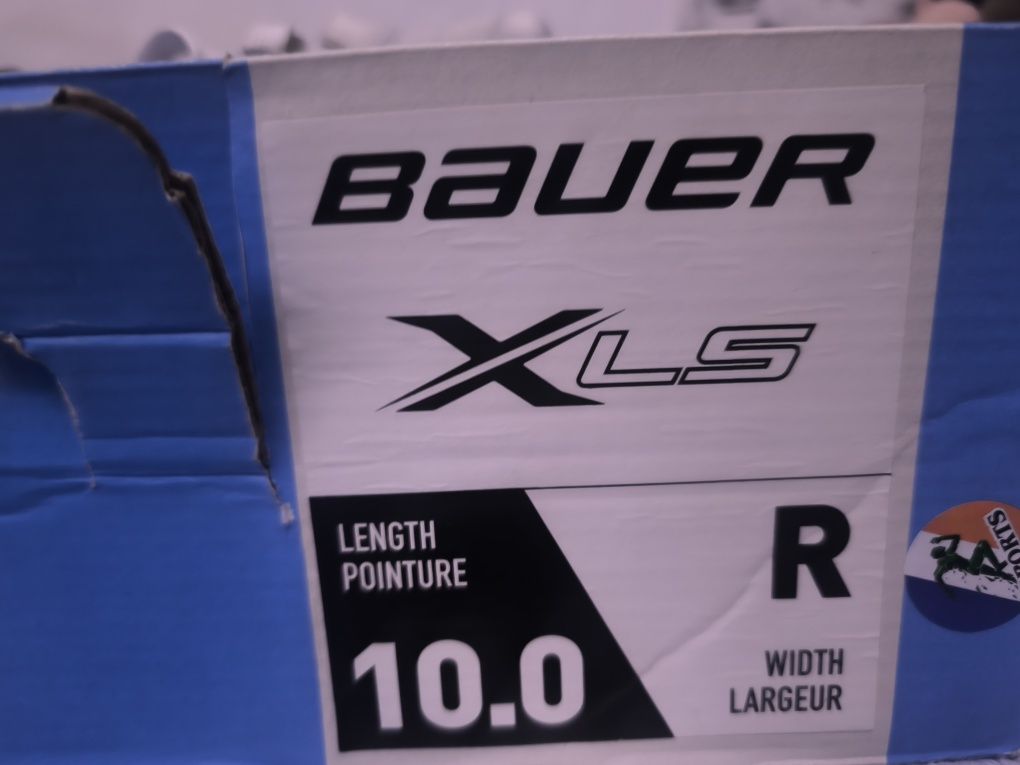 BAUER
XLS
LENGTH
POINTURE
10.0
R
WIDTH
LARGEUR